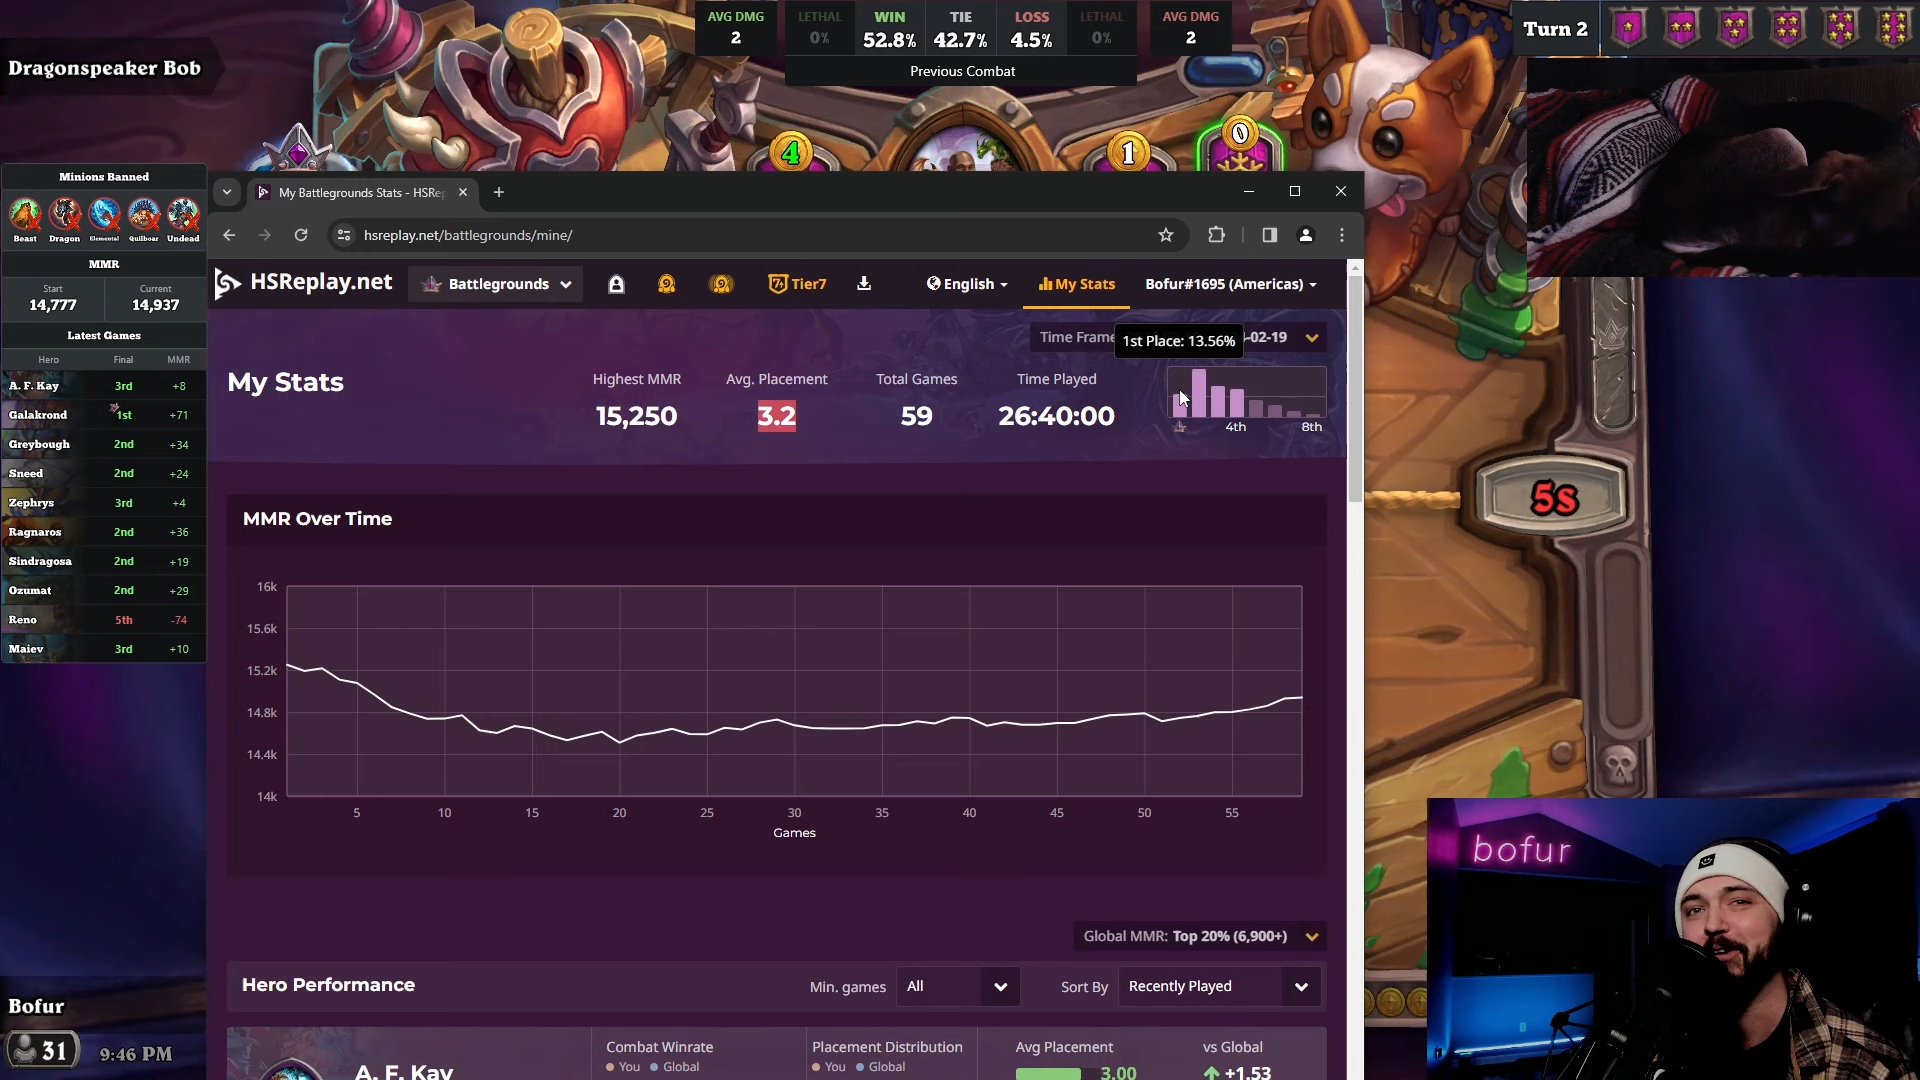 AVG DMG
2
LETHAL
0%
WIN
52.8%
TIE
42.7%
LOSS
4.5%
LETHAL
0%
AVG DMG
2
Previous Combat
Turn 2
Dragonspeaker Bob
4
1
0
Minions Banned
Beast Dragon Elemental Quilboar Undead
MMR
Start Current
14,777 14,937
Latest Games
Hero Final MMR
A. F. Kay 3rd +8
Galakrond 1st +71
Greybough 2nd +34
Sneed 2nd +24
Zephrys 3rd +4
Ragnaros 2nd +36
Sindragosa 2nd +19
Ozumat 2nd +29
Reno 5th -74
Maiev 3rd +10
My Battlegrounds Stats - HSRep
hsreplay.net/battlegrounds/mine/
HSReplay.net Battlegrounds Tier7 English My Stats Bofur#1695 (Americas)
Time Frame
-02-19
1st Place: 13.56%
My Stats
Highest MMR Avg. Placement Total Games Time Played
15,250 3.2 59 26:40:00
4th 8th
MMR Over Time
16k
15.6k
15.2k
14.8k
14.4k
14k
5 10 15 20 25 30 35 40 45 50 55
Games
Global MMR: Top 20% (6,900+)
Hero Performance Min. games All Sort By Recently Played
A. F. Kay
Combat Winrate
You Global
Placement Distribution
You Global
Avg Placement
3.00
vs Global
+1.53
5s
bofur
Bofur
31 9:46 PM